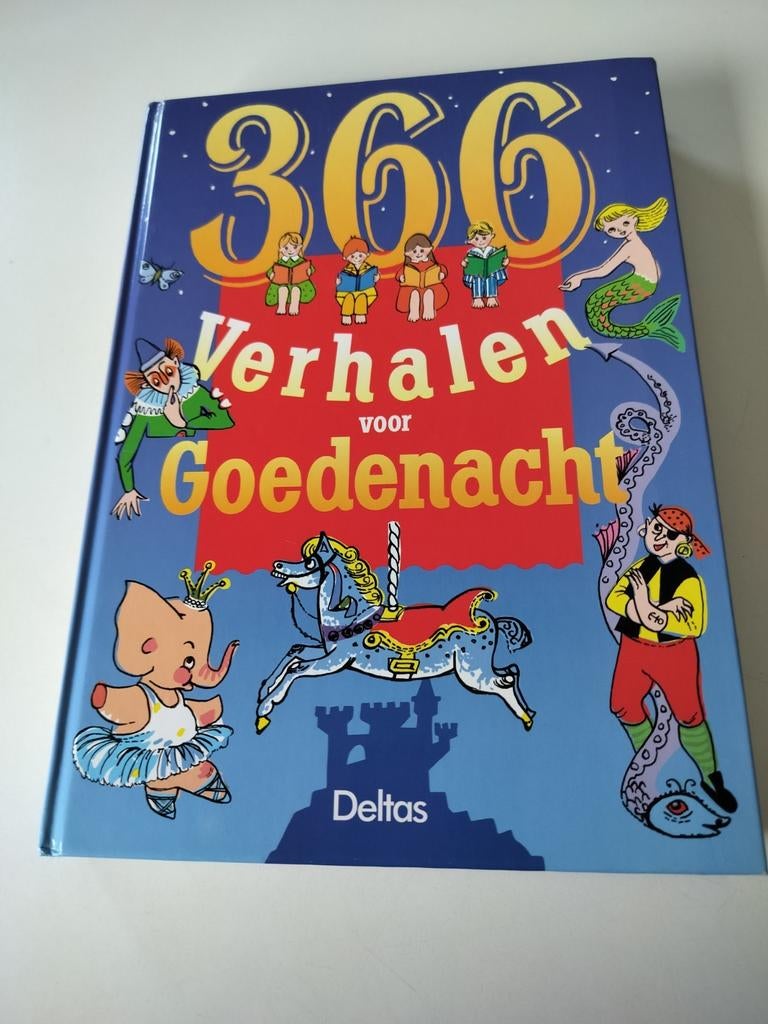 366
Verhalen
voor
Goedenacht
Deltas